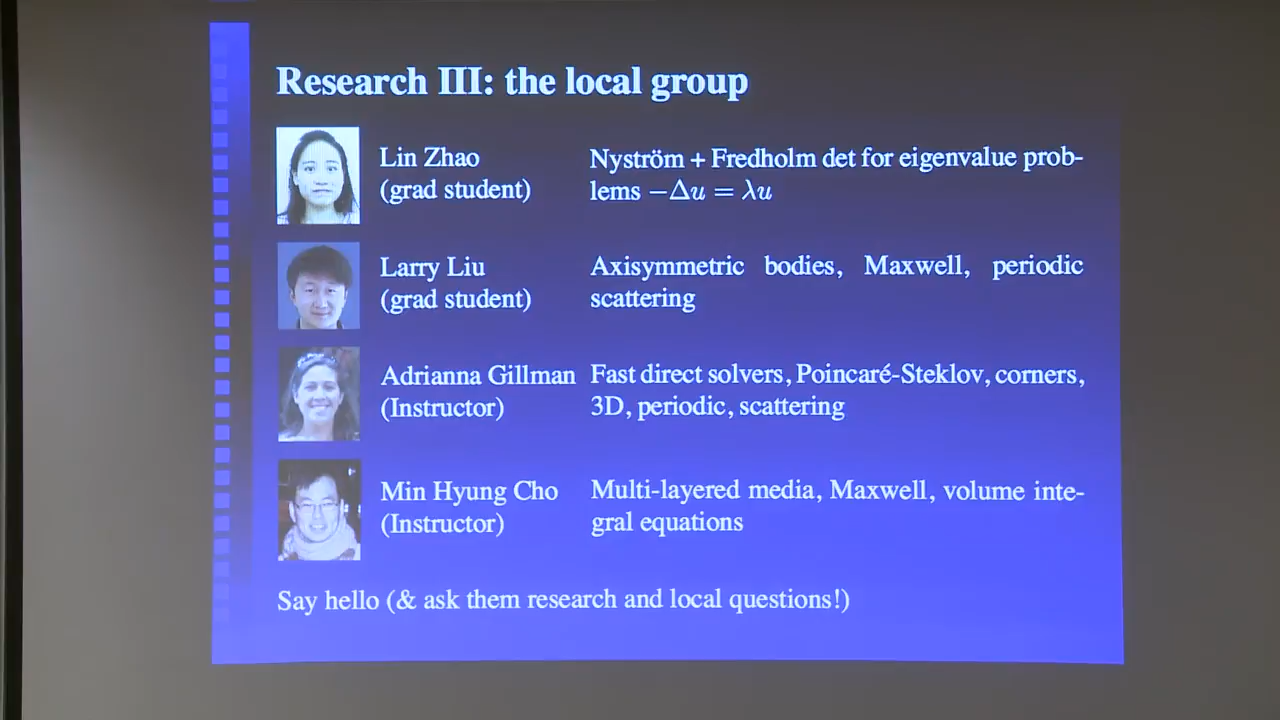 Research III: the local group
Lin Zhao
(grad student)
Nyström + Fredholm det for eigenvalue prob-
lems −Δu = λu
Larry Liu
(grad student)
Axisymmetric bodies, Maxwell, periodic
scattering
Adrianna Gillman
(Instructor)
Fast direct solvers, Poincaré-Steklov, corners,
3D, periodic, scattering
Min Hyung Cho
(Instructor)
Multi-layered media, Maxwell, volume inte-
gral equations
Say hello (& ask them research and local questions!)